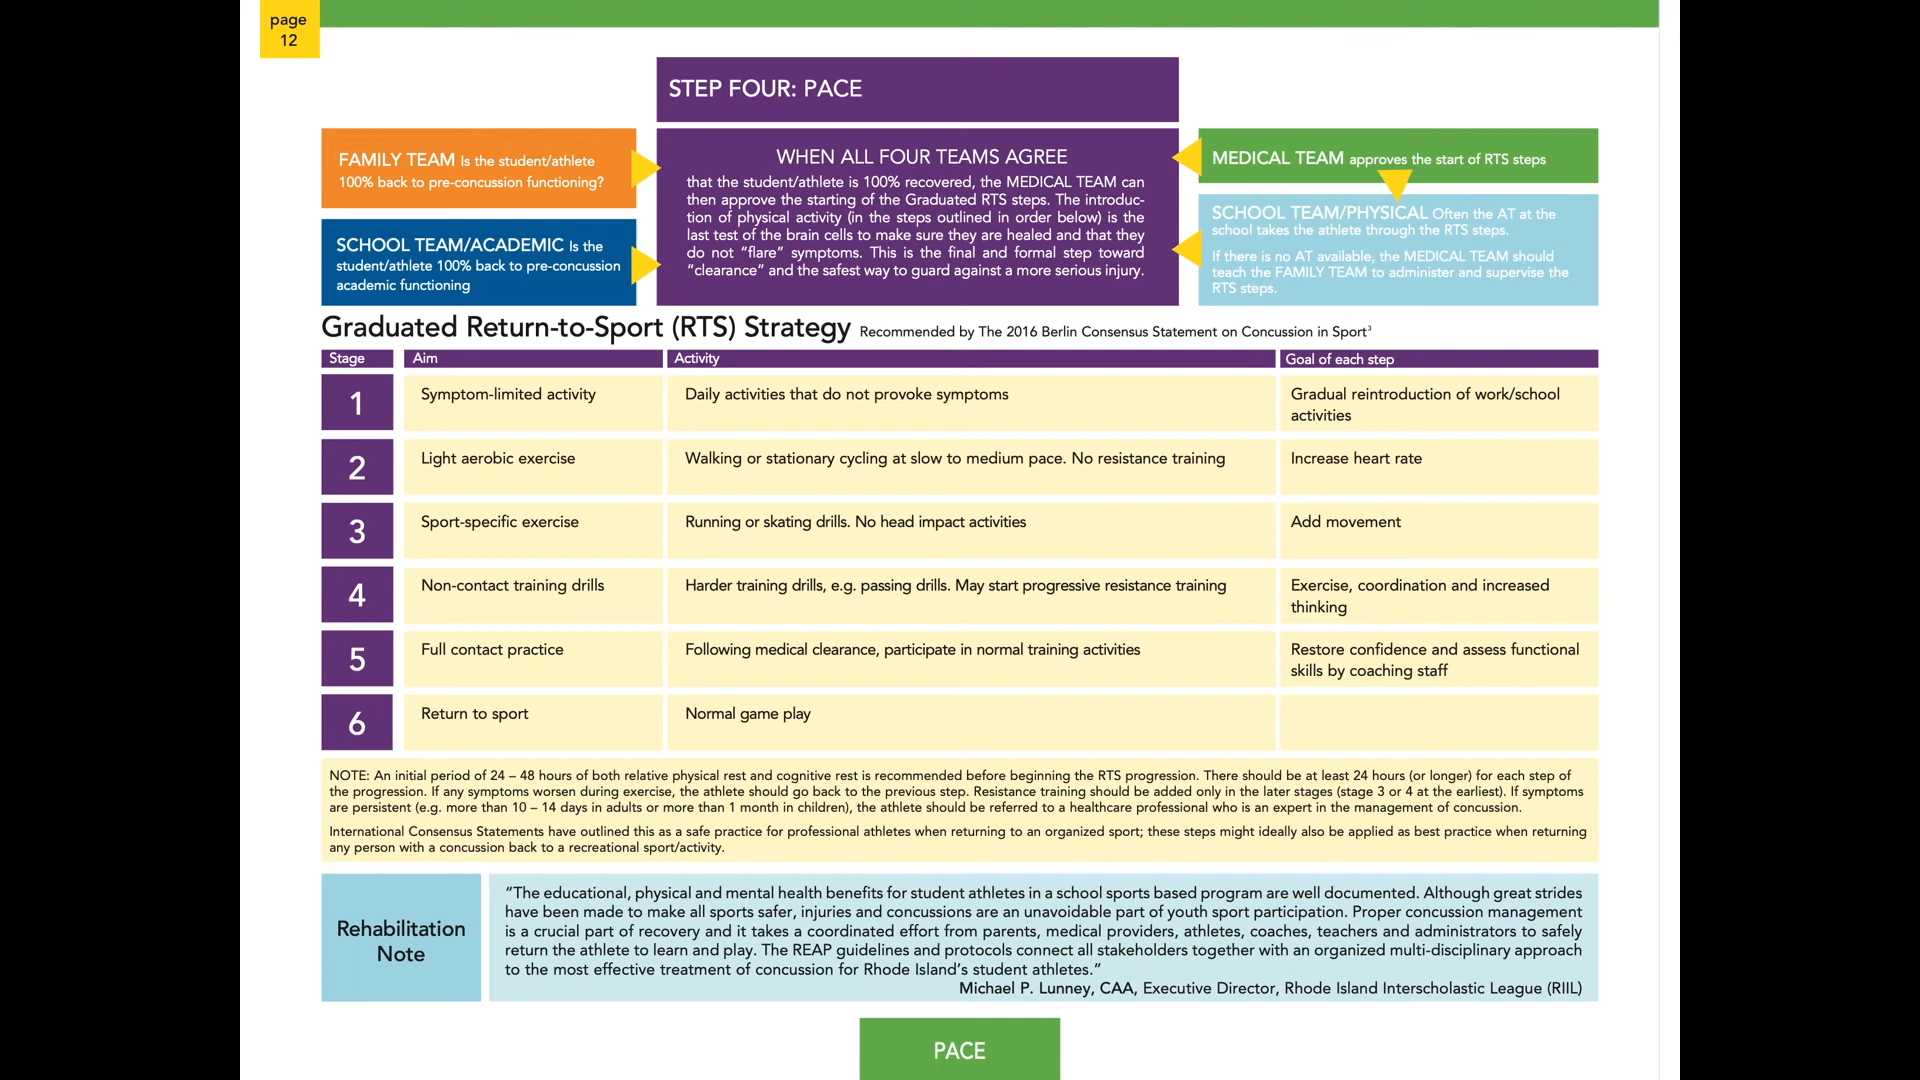 page
12
STEP FOUR: PACE
FAMILY TEAM Is the student/athlete
100% back to pre-concussion functioning?
SCHOOL TEAM/ACADEMIC Is the
student/athlete 100% back to pre-concussion
academic functioning
WHEN ALL FOUR TEAMS AGREE
that the student/athlete is 100% recovered, the MEDICAL TEAM can
then approve the starting of the Graduated RTS steps. The introduc-
tion of physical activity (in the steps outlined in order below) is the
last test of the brain cells to make sure they are healed and that they
do not “flare” symptoms. This is the final and formal step toward
“clearance” and the safest way to guard against a more serious injury.
MEDICAL TEAM approves the start of RTS steps
SCHOOL TEAM/PHYSICAL Often the AT at the
school takes the athlete through the RTS steps.
If there is no AT available, the MEDICAL TEAM should
teach the FAMILY TEAM to administer and supervise the
RTS steps.
Graduated Return-to-Sport (RTS) Strategy Recommended by The 2016 Berlin Consensus Statement on Concussion in Sport³
Stage Aim Activity Goal of each step
1 Symptom-limited activity Daily activities that do not provoke symptoms Gradual reintroduction of work/school
activities
2 Light aerobic exercise Walking or stationary cycling at slow to medium pace. No resistance training Increase heart rate
3 Sport-specific exercise Running or skating drills. No head impact activities Add movement
4 Non-contact training drills Harder training drills, e.g. passing drills. May start progressive resistance training Exercise, coordination and increased
thinking
5 Full contact practice Following medical clearance, participate in normal training activities Restore confidence and assess functional
skills by coaching staff
6 Return to sport Normal game play
NOTE: An initial period of 24 – 48 hours of both relative physical rest and cognitive rest is recommended before beginning the RTS progression. There should be at least 24 hours (or longer) for each step of
the progression. If any symptoms worsen during exercise, the athlete should go back to the previous step. Resistance training should be added only in the later stages (stage 3 or 4 at the earliest). If symptoms
are persistent (e.g. more than 10 – 14 days in adults or more than 1 month in children), the athlete should be referred to a healthcare professional who is an expert in the management of concussion.
International Consensus Statements have outlined this as a safe practice for professional athletes when returning to an organized sport; these steps might ideally also be applied as best practice when returning
any person with a concussion back to a recreational sport/activity.
Rehabilitation
Note
“The educational, physical and mental health benefits for student athletes in a school sports based program are well documented. Although great strides
have been made to make all sports safer, injuries and concussions are an unavoidable part of youth sport participation. Proper concussion management
is a crucial part of recovery and it takes a coordinated effort from parents, medical providers, athletes, coaches, teachers and administrators to safely
return the athlete to learn and play. The REAP guidelines and protocols connect all stakeholders together with an organized multi-disciplinary approach
to the most effective treatment of concussion for Rhode Island’s student athletes.”
Michael P. Lunney, CAA, Executive Director, Rhode Island Interscholastic League (RIIL)
PACE